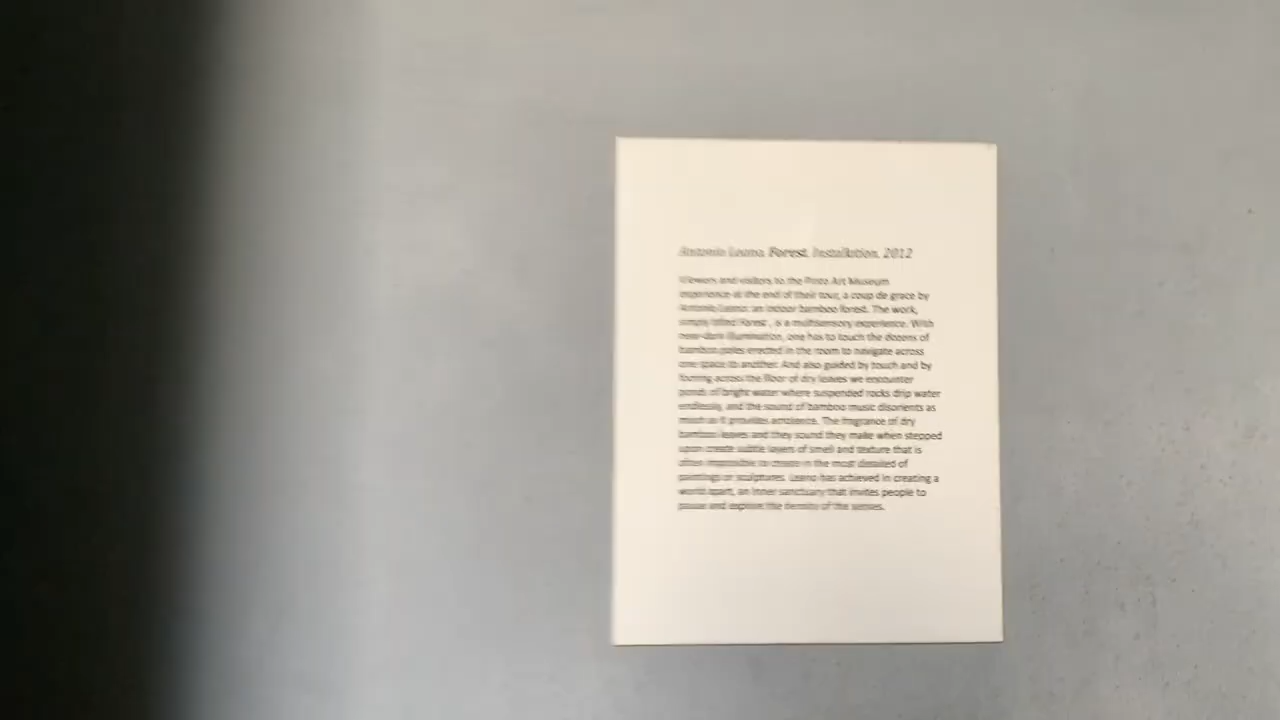 Antonio Leano. Forest. Installation. 2012
Viewers and visitors to the Pinto Art Museum
experience at the end of their tour, a coup de grace by
Antonio Leano: an indoor bamboo forest. The work,
simply titled 'Forest', is a multisensory experience. With
near-dark illumination, one has to touch the dozens of
bamboo poles erected in the room to navigate across
one space to another. And also guided by touch and by
footing across the floor of dry leaves we encounter
ponds of bright water where suspended rocks drip water
endlessly, and the sound of bamboo music disorients as
much as it provides ambience. The fragrance of dry
bamboo leaves and they sound they make when stepped
upon create subtle layers of smell and texture that is
often impossible to create in the most detailed of
paintings or sculptures. Leano has achieved in creating a
world apart, an inner sanctuary that invites people to
pause and explore the of the senses.